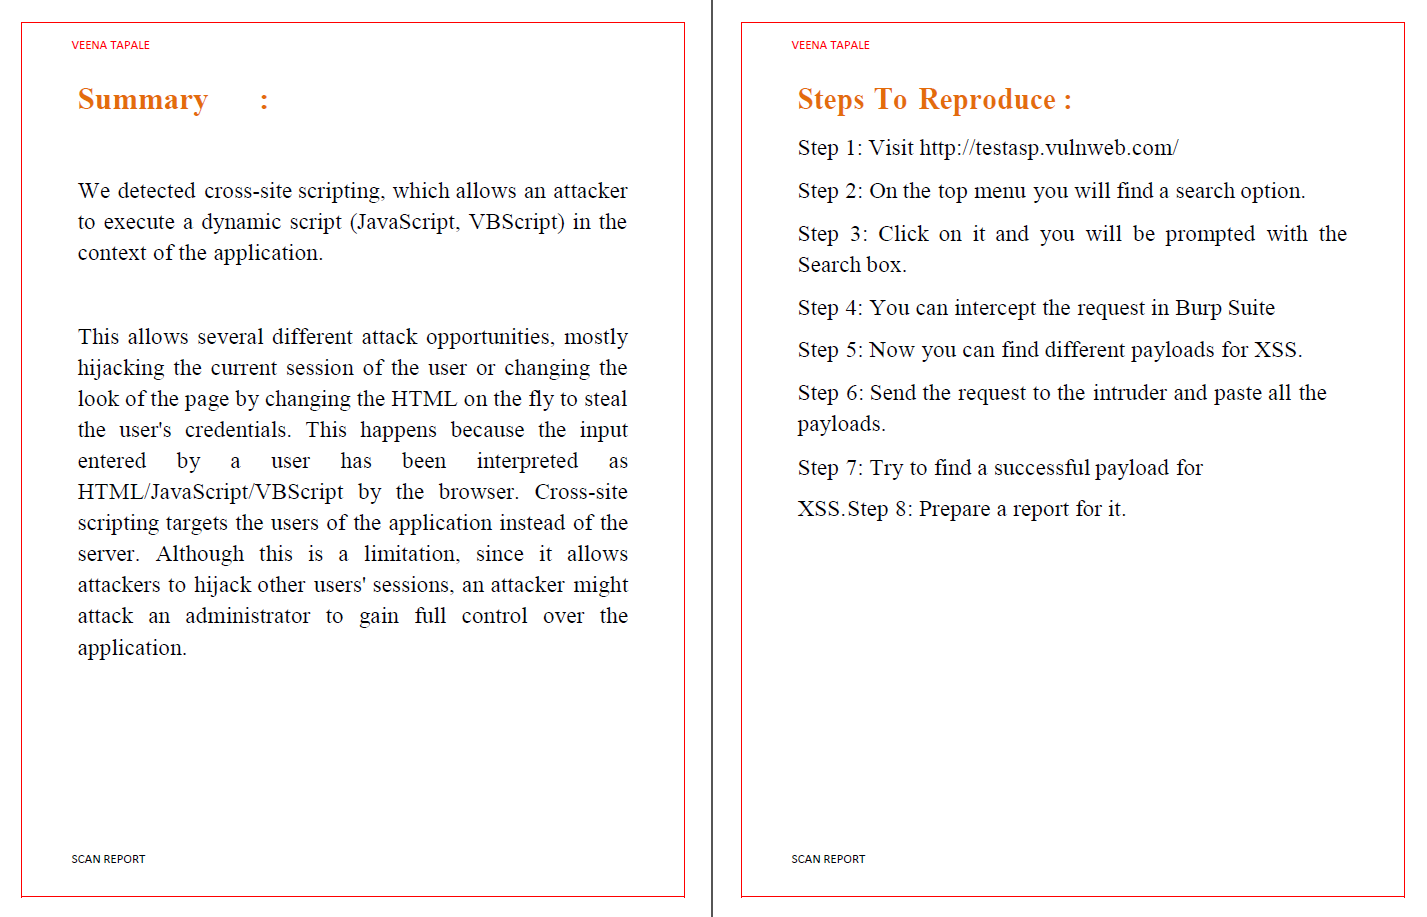 VEENA TAPALE
Summary :
We detected cross-site scripting, which allows an attacker
to execute a dynamic script (JavaScript, VBScript) in the
context of the application.
This allows several different attack opportunities, mostly
hijacking the current session of the user or changing the
look of the page by changing the HTML on the fly to steal
the user's credentials. This happens because the input
entered by a user has been interpreted as
HTML/JavaScript/VBScript by the browser. Cross-site
scripting targets the users of the application instead of the
server. Although this is a limitation, since it allows
attackers to hijack other users' sessions, an attacker might
attack an administrator to gain full control over the
application.
SCAN REPORT
VEENA TAPALE
Steps To Reproduce :
Step 1: Visit http://testasp.vulnweb.com/
Step 2: On the top menu you will find a search option.
Step 3: Click on it and you will be prompted with the
Search box.
Step 4: You can intercept the request in Burp Suite
Step 5: Now you can find different payloads for XSS.
Step 6: Send the request to the intruder and paste all the
payloads.
Step 7: Try to find a successful payload for
XSS.Step 8: Prepare a report for it.
SCAN REPORT